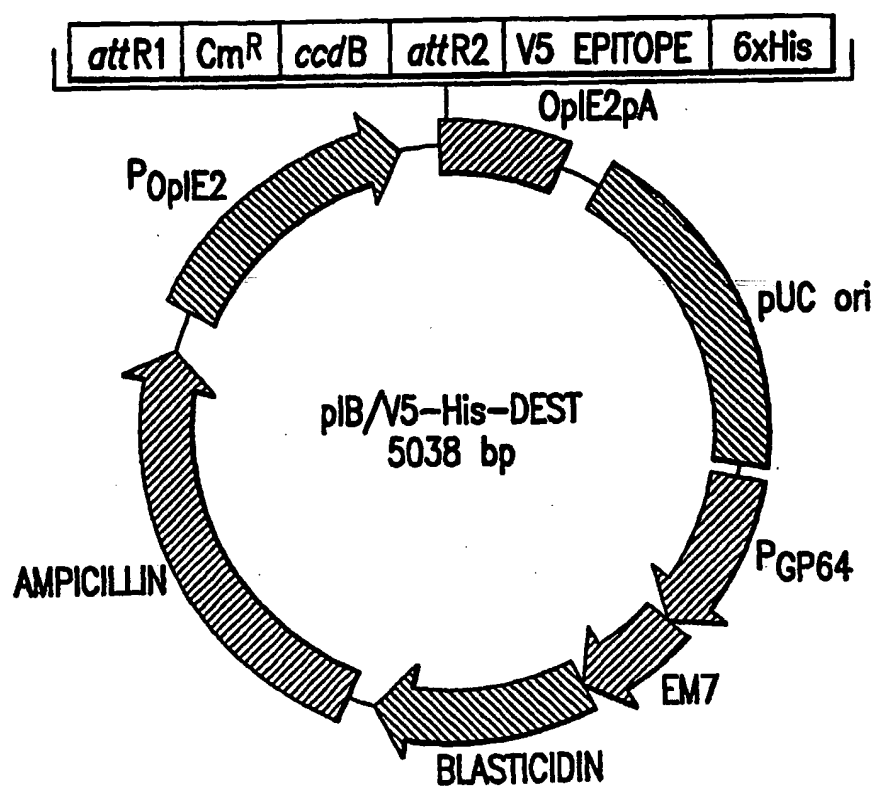 attR1 CmR ccdB attR2 V5 EPITOPE 6xHis
OpIE2pA
POpIE2
pUC ori
pIB/V5-His-DEST
5038 bp
PGP64
AMPICILLIN
EM7
BLASTICIDIN